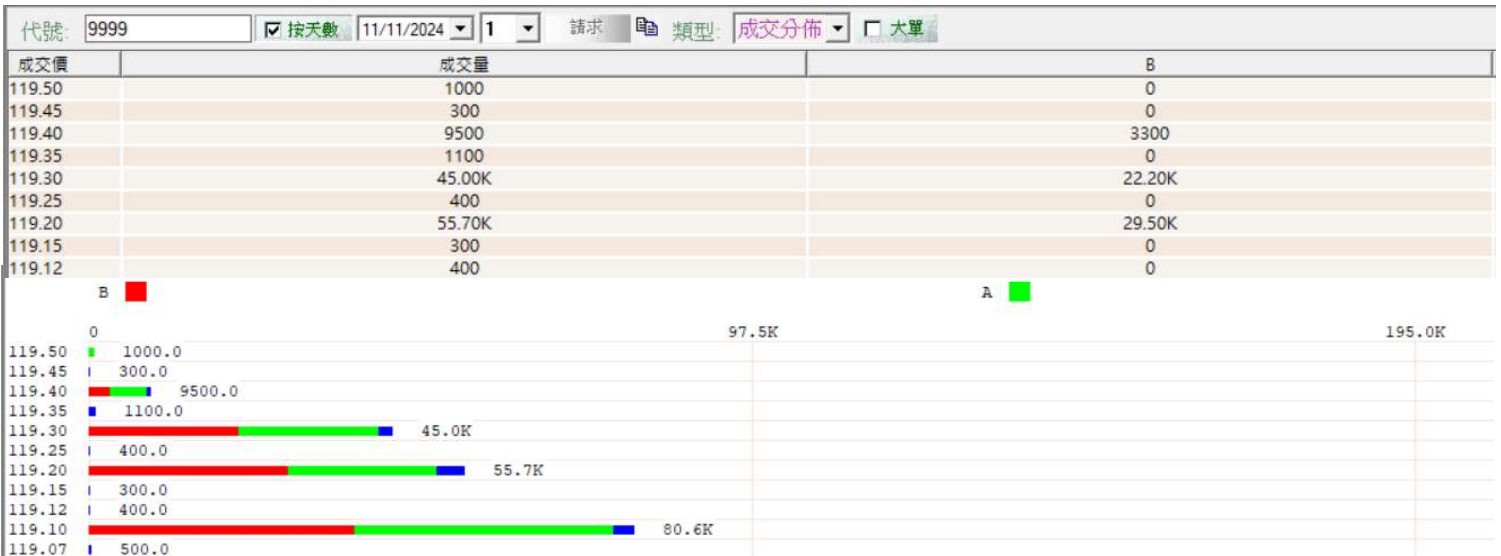 代號: 9999 按天數 11/11/2024 1 請求 類型: 成交分佈 大單
成交價 成交量 B
119.50 1000 0
119.45 300 0
119.40 9500 3300
119.35 1100 0
119.30 45.00K 22.20K
119.25 400 0
119.20 55.70K 29.50K
119.15 300 0
119.12 400 0
B A
0 97.5K 195.0K
119.50 1000.0
119.45 300.0
119.40 9500.0
119.35 1100.0
119.30 45.0K
119.25 400.0
119.20 55.7K
119.15 300.0
119.12 400.0
119.10 80.6K
119.07 500.0